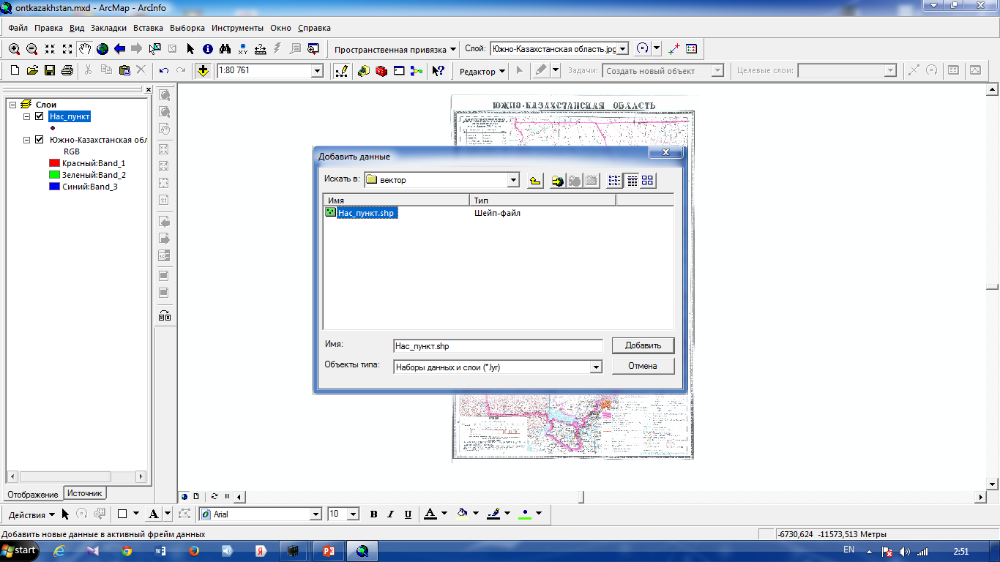 ontkazakhstan.mxd - ArcMap - ArcInfo
Файл Правка Вид Закладки Вставка Выборка Инструменты Окно Справка
Пространственная привязка Слой: Южно-Казахстанская область.jpg
1:80 761 Редактор Задачи: Создать новый объект Целевые слои:
Слои
Нас_пункт
Южно-Казахстанская обл
RGB
Красный:Band_1
Зеленый:Band_2
Синий:Band_3
1:1
ЮЖНО-КАЗАХСТАНСКАЯ ОБЛАСТЬ
Добавить данные
Искать в: вектор
Имя Тип
Нас_пункт.shp Шейп-файл
Имя: Нас_пункт.shp Добавить
Объекты типа: Наборы данных и слои (*.lyr) Отмена
Отображение Источник
Действия Arial 10 B I U A
Добавить новые данные в активный фрейм данных -6730,624 -11573,513 Метры
start EN 2:51